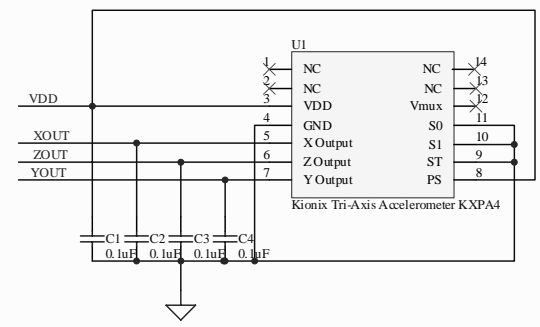 U1
1 NC NC 14
2 NC NC 13
VDD 3 VDD Vmux 12
4 GND S0 11
XOUT 5 X Output S1 10
ZOUT 6 Z Output ST 9
YOUT 7 Y Output PS 8
Kionix Tri-Axis Accelerometer KXPA4
C1 C2 C3 C4
0.1uF 0.1uF 0.1uF 0.1uF